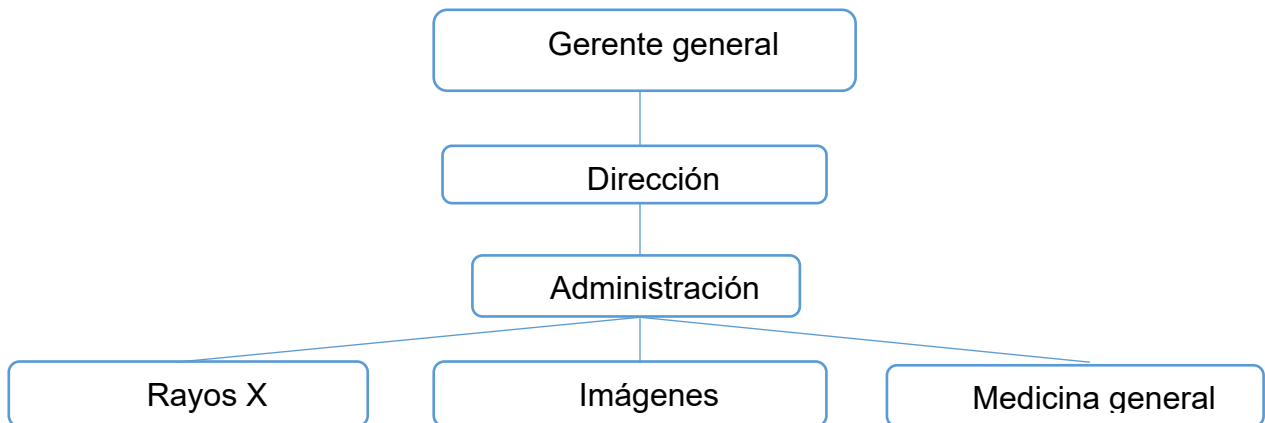 Gerente general
Dirección
Administración
Rayos X
Imágenes
Medicina general